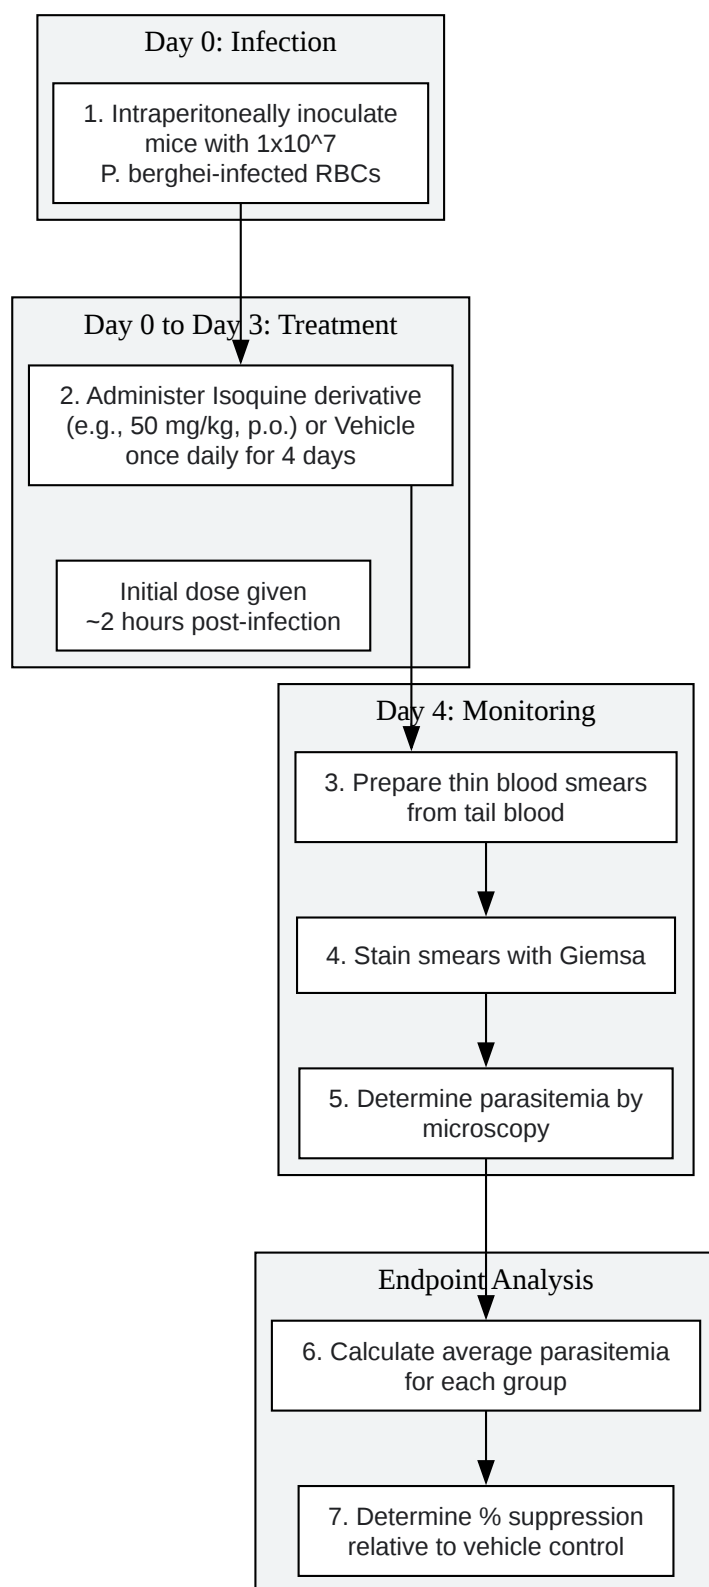 Day 0: Infection
1. Intraperitoneally inoculate
mice with 1x10^7
P. berghei-infected RBCs
Day 0 to Day 3: Treatment
2. Administer Isoquine derivative
(e.g., 50 mg/kg, p.o.) or Vehicle
once daily for 4 days
Initial dose given
~2 hours post-infection
Day 4: Monitoring
3. Prepare thin blood smears
from tail blood
4. Stain smears with Giemsa
5. Determine parasitemia by
microscopy
Endpoint Analysis
6. Calculate average parasitemia
for each group
7. Determine % suppression
relative to vehicle control